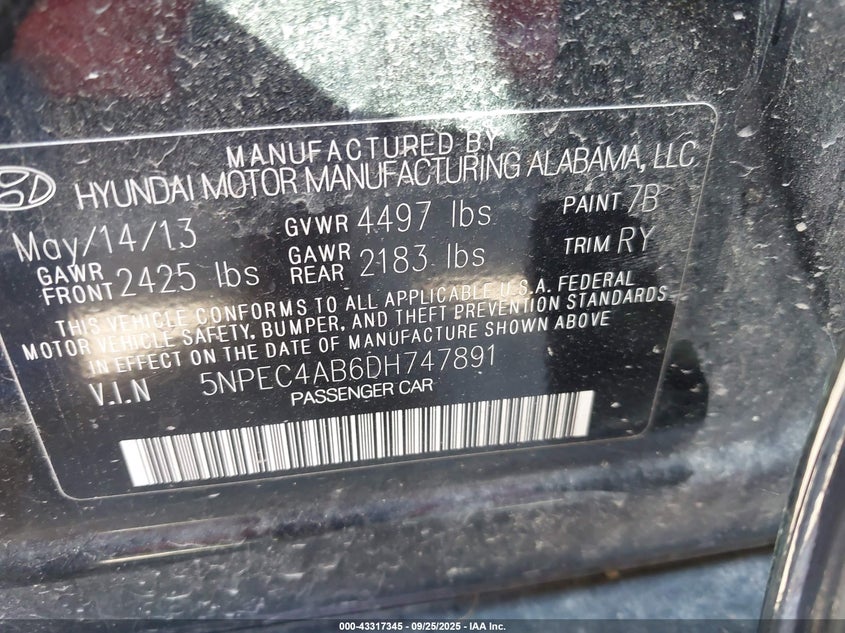 MANUFACTURED BY
HYUNDAI MOTOR MANUFACTURING ALABAMA, LLC
May/14/13 GVWR 4497 lbs PAINT 7B
GAWR FRONT 2425 lbs GAWR REAR 2183 lbs TRIM RY
THIS VEHICLE CONFORMS TO ALL APPLICABLE U.S.A. FEDERAL
MOTOR VEHICLE SAFETY, BUMPER, AND THEFT PREVENTION STANDARDS
IN EFFECT ON THE DATE OF MANUFACTURE SHOWN ABOVE
V.I.N 5NPEC4AB6DH747891
PASSENGER CAR
000-43317345 - 09/25/2025 - IAA Inc.